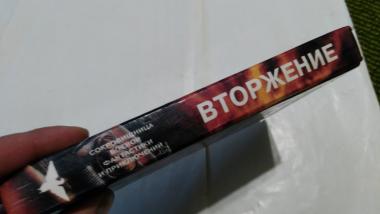 СОКРОВИЩНИЦА
БОЕВОЙ
ФАНТАСТИКИ
И ПРИКЛЮЧЕНИЙ
ВТОРЖЕНИЕ